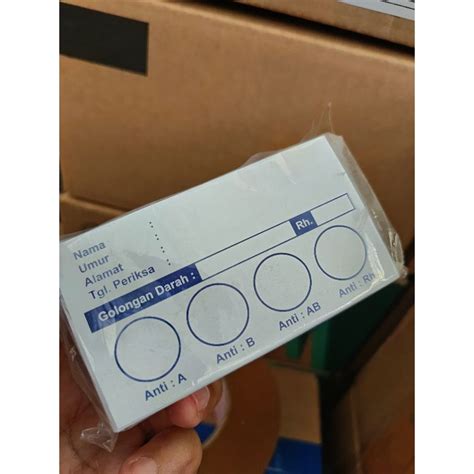 Nama :
Umur :
Alamat :
Tgl. Periksa :
Golongan Darah : Rh.
Anti : A Anti : B Anti : AB Anti : Rh